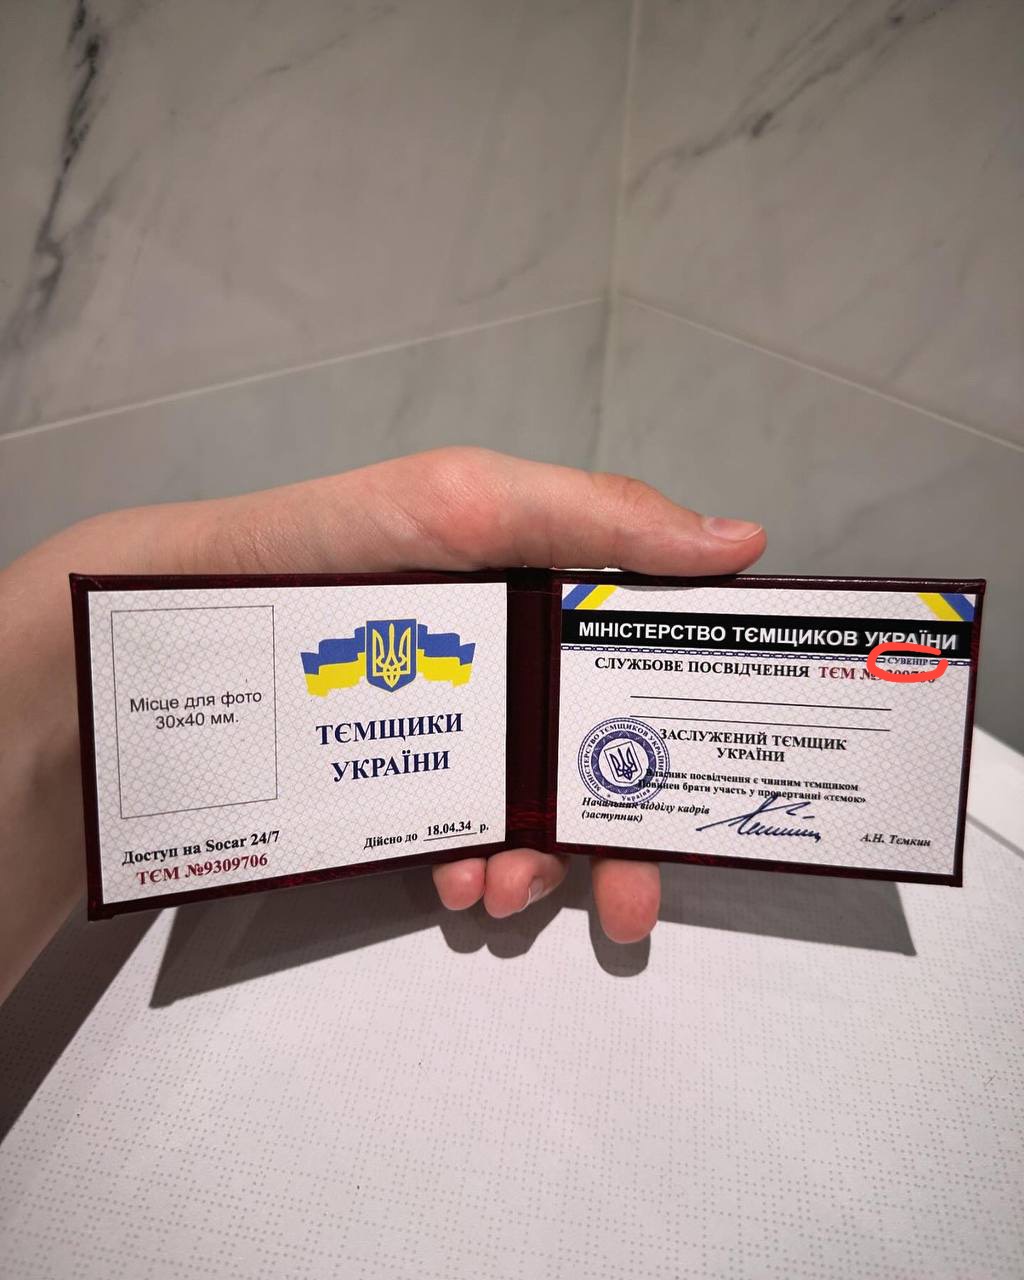 Місце для фото
30х40 мм.
ТЄМЩИКИ
УКРАЇНИ
Доступ на Socar 24/7
ТЄМ №9309706
Дійсно до 18.04.34 р.
МІНІСТЕРСТВО ТЄМЩИКОВ УКРАЇНИ
СУВЕНІР
СЛУЖБОВЕ ПОСВІДЧЕННЯ ТЄМ №9309706
ЗАСЛУЖЕНИЙ ТЄМЩИК
УКРАЇНИ
Власник посвідчення є чинним тємщиком
Повинен брати участь у провертанні «тємок»
МІНІСТЕРСТВО ТЄМЩИКОВ УКРАЇНИ
Україна
Начальник відділу кадрів
(заступник)
А.Н. Тємкин